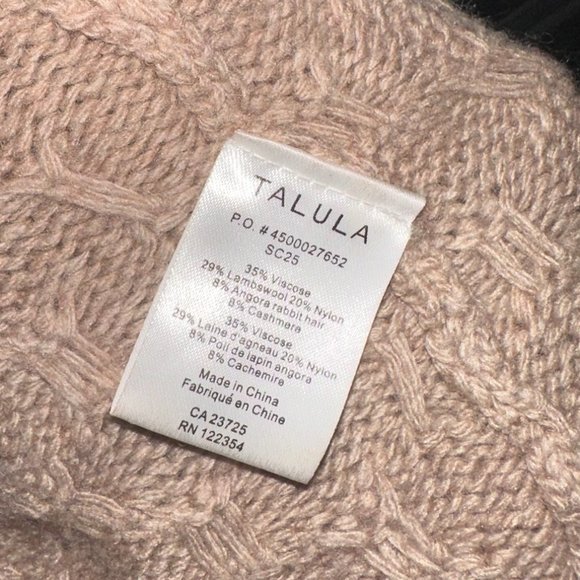 TALULA
P.O. #4500027652
SC25
35% Viscose
29% Lambswool 20% Nylon
8% Angora rabbit hair
8% Cashmere
35% Viscose
29% Laine d'agneau 20% Nylon
8% Poil de lapin angora
8% Cachemire
Made in China
Fabriqué en Chine
CA 23725
RN 122354